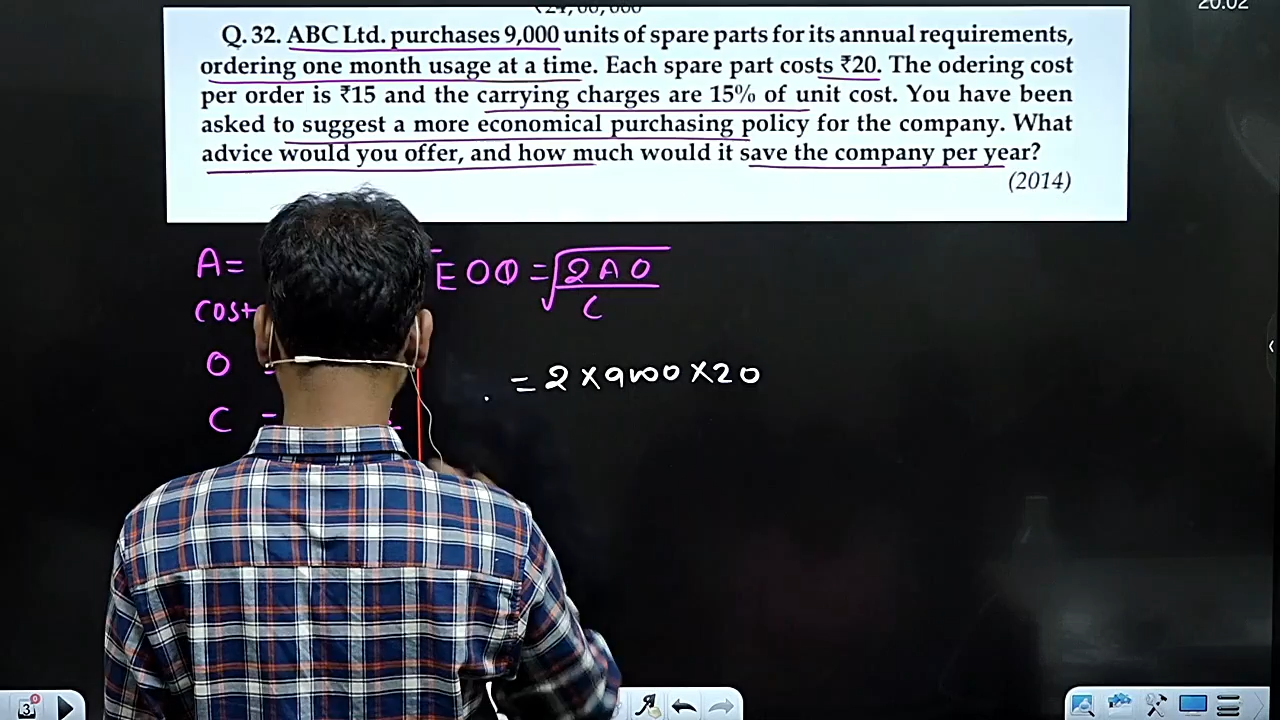 Q. 32. ABC Ltd. purchases 9,000 units of spare parts for its annual requirements,
ordering one month usage at a time. Each spare part costs ₹20. The odering cost
per order is ₹15 and the carrying charges are 15% of unit cost. You have been
asked to suggest a more economical purchasing policy for the company. What
advice would you offer, and how much would it save the company per year?
(2014)
A =
EOQ = √2AO
C
Cost
O
= 2×9000×20
C =
3